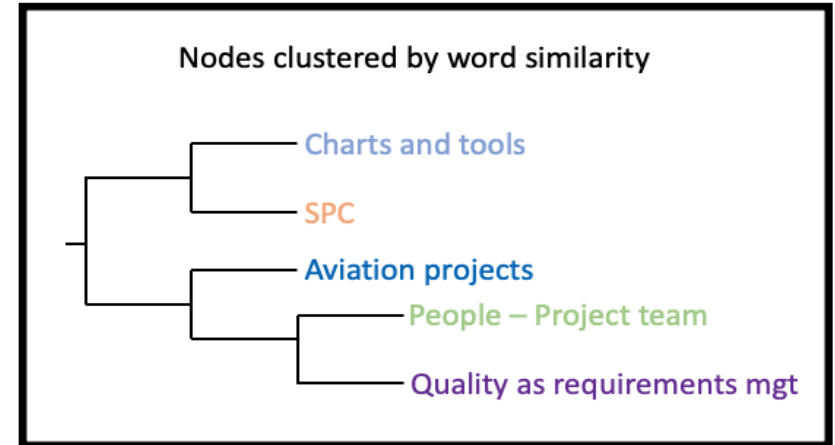 Nodes clustered by word similarity
Charts and tools
SPC
Aviation projects
People – Project team
Quality as requirements mgt